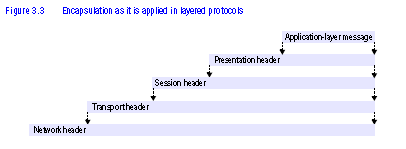 Figure 3.3 Encapsulation as it is applied in layered protocols
Application-layer message
Presentation header
Session header
Transport header
Network header